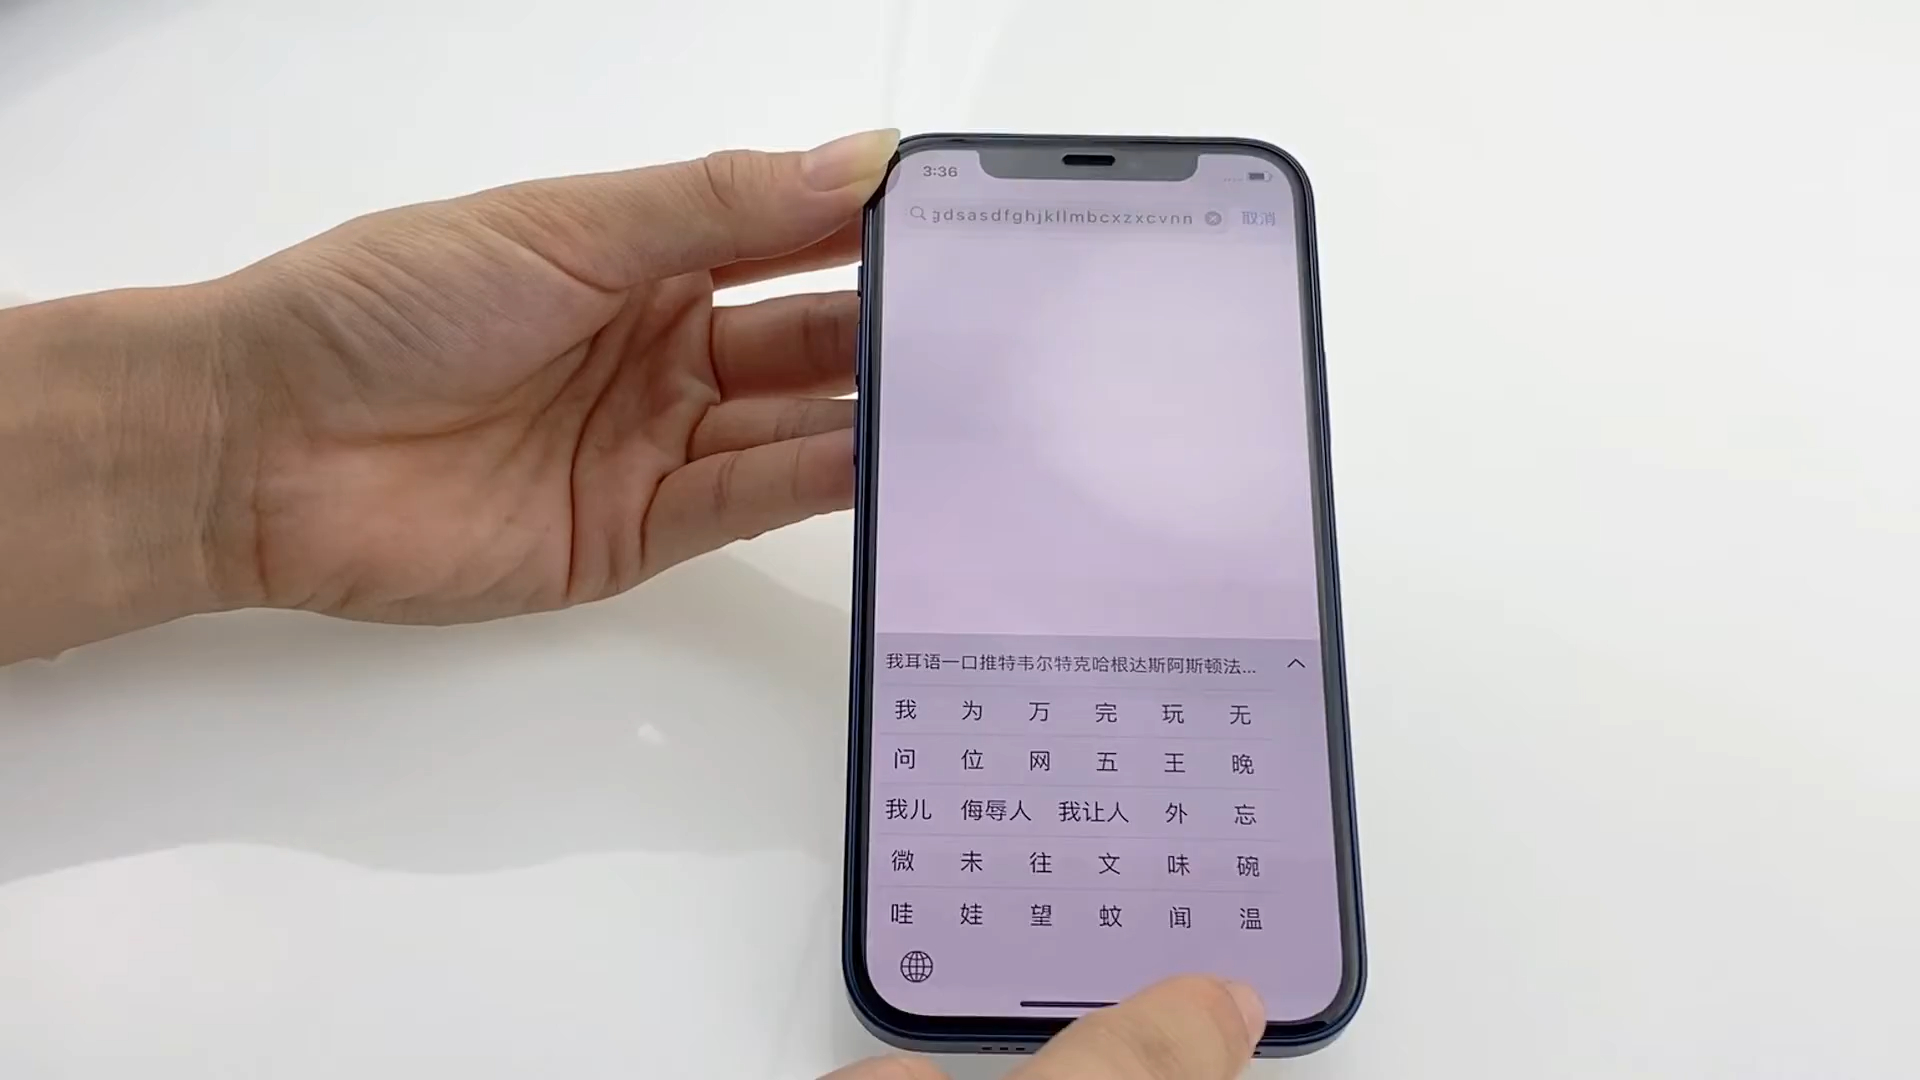 3:36
gdsasdfghjkllmbcxzxcvnn 取消
我耳语一口推特韦尔特克哈根达斯阿斯顿法...
我 为 万 完 玩 无
问 位 网 五 王 晚
我儿 侮辱人 我让人 外 忘
微 未 往 文 味 碗
哇 娃 望 蚊 闻 温